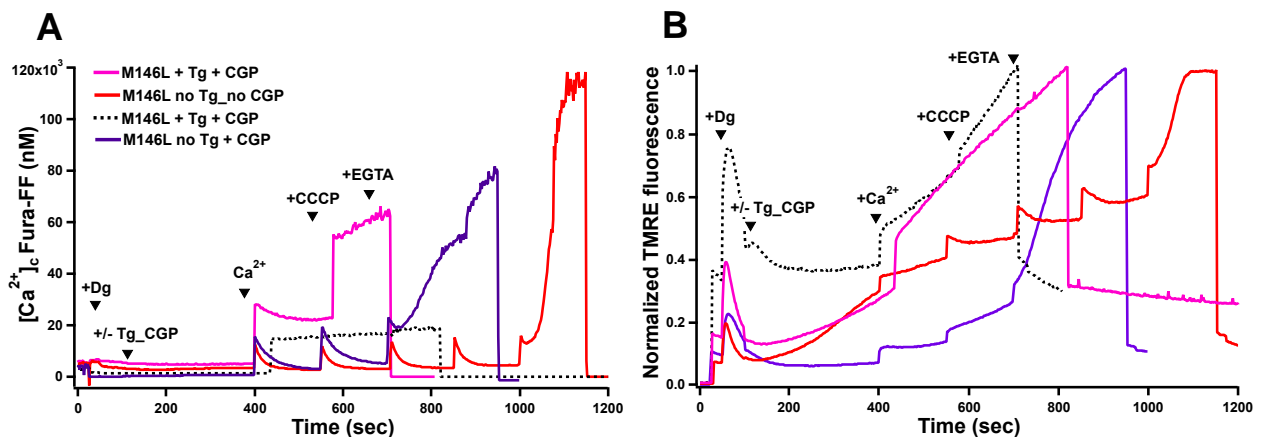 A
120x10³
100
80
60
40
20
0
[Ca²⁺]c Fura-FF (nM)
M146L + Tg + CGP
M146L no Tg_no CGP
M146L + Tg + CGP
M146L no Tg + CGP
+EGTA
+CCCP
Ca²⁺
+Dg
+/- Tg_CGP
0 200 400 600 800 1000 1200
Time (sec)
B
1.0
0.8
0.6
0.4
0.2
0.0
Normalized TMRE fluorescence
+EGTA
+Dg
+CCCP
+/- Tg_CGP
+Ca²⁺
0 200 400 600 800 1000 1200
Time (sec)